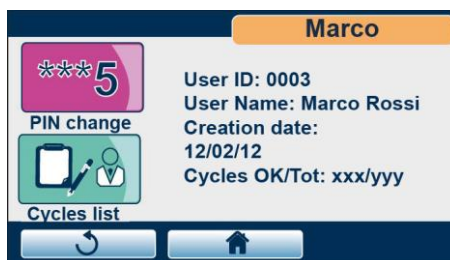 Marco
***5
PIN change
Cycles list
User ID: 0003
User Name: Marco Rossi
Creation date:
12/02/12
Cycles OK/Tot: xxx/yyy